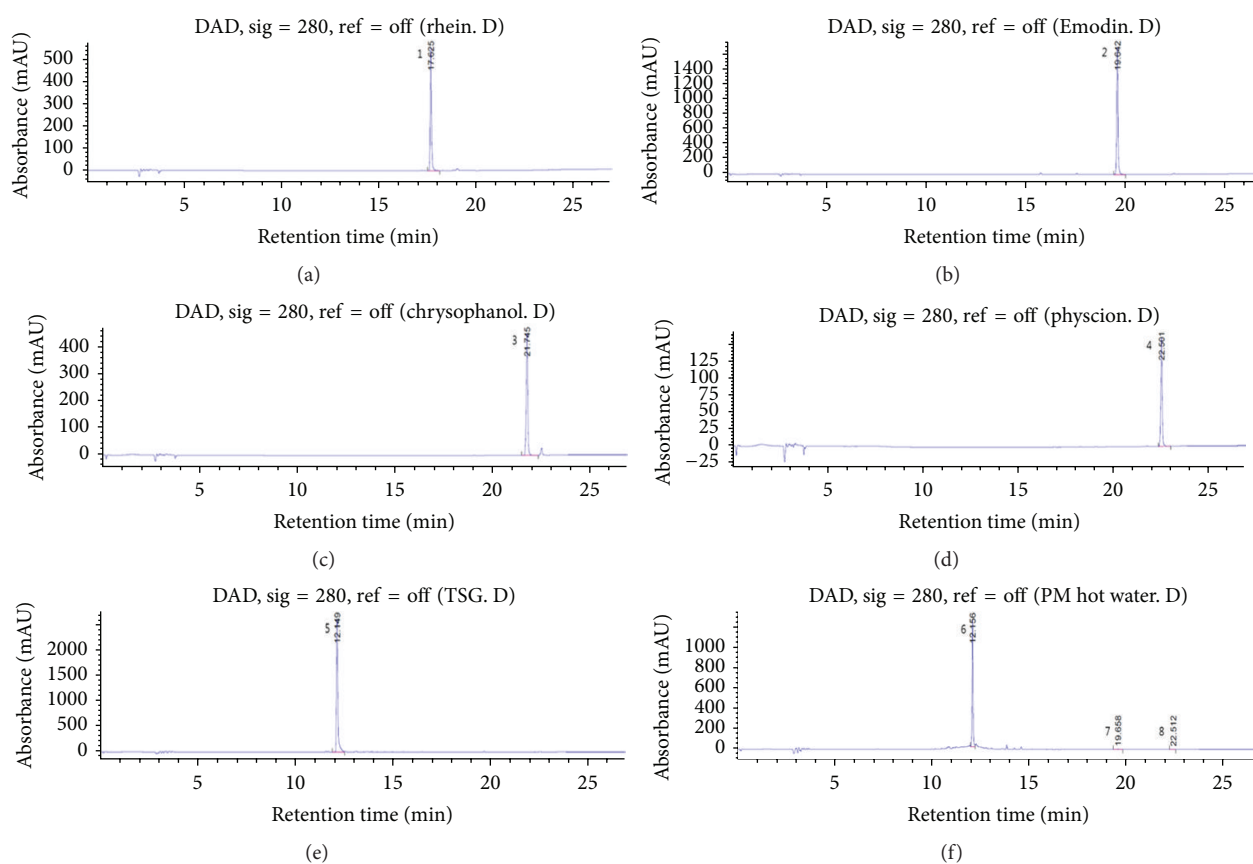 DAD, sig = 280, ref = off (rhein. D)
Absorbance (mAU)
500
400
300
200
100
0
1
17.625
5 10 15 20 25
Retention time (min)
(a)
DAD, sig = 280, ref = off (Emodin. D)
Absorbance (mAU)
1400
1200
1000
800
600
400
200
0
2
19.642
5 10 15 20 25
Retention time (min)
(b)
DAD, sig = 280, ref = off (chrysophanol. D)
Absorbance (mAU)
400
300
200
100
0
3
21.745
5 10 15 20 25
Retention time (min)
(c)
DAD, sig = 280, ref = off (physcion. D)
Absorbance (mAU)
125
100
75
50
25
0
−25
4
22.501
5 10 15 20 25
Retention time (min)
(d)
DAD, sig = 280, ref = off (TSG. D)
Absorbance (mAU)
2000
1500
1000
500
0
5
12.149
5 10 15 20 25
Retention time (min)
(e)
DAD, sig = 280, ref = off (PM hot water. D)
Absorbance (mAU)
1000
800
600
400
200
0
6
12.156
7
19.658
8
22.512
5 10 15 20 25
Retention time (min)
(f)